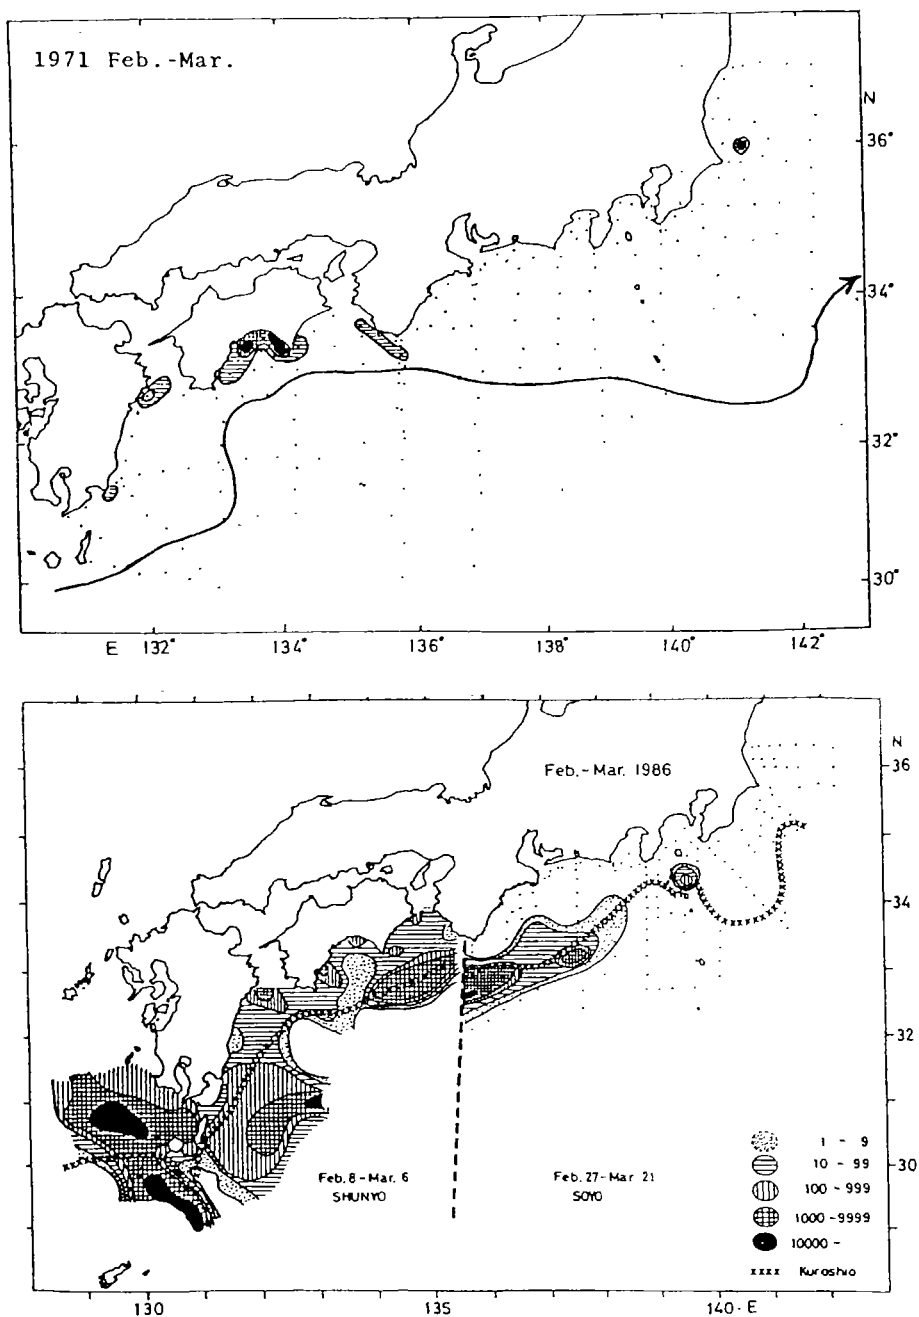 1971 Feb.-Mar.
N
36°
34°
32°
30°
E 132° 134° 136° 138° 140° 142°
Feb.-Mar. 1986
N
36
34
32
30
Feb. 8-Mar. 6
SHUNYO
Feb. 27-Mar 21
SOYO
1 - 9
10 - 99
100 - 999
1000 - 9999
10000 -
xxxx Kuroshio
130 135 140 · E